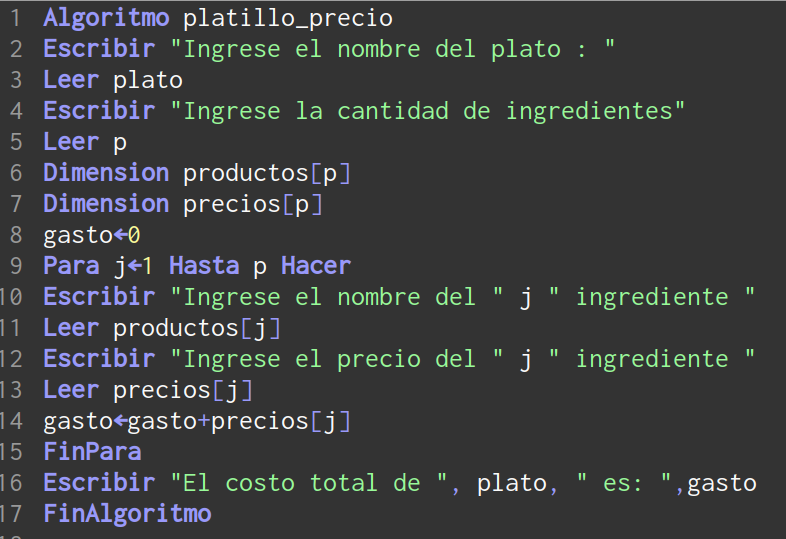 1 Algoritmo platillo_precio
2 Escribir "Ingrese el nombre del plato : "
3 Leer plato
4 Escribir "Ingrese la cantidad de ingredientes"
5 Leer p
6 Dimension productos[p]
7 Dimension precios[p]
8 gasto←0
9 Para j←1 Hasta p Hacer
10 Escribir "Ingrese el nombre del " j " ingrediente "
11 Leer productos[j]
12 Escribir "Ingrese el precio del " j " ingrediente "
13 Leer precios[j]
14 gasto←gasto+precios[j]
15 FinPara
16 Escribir "El costo total de ", plato, " es: ",gasto
17 FinAlgoritmo